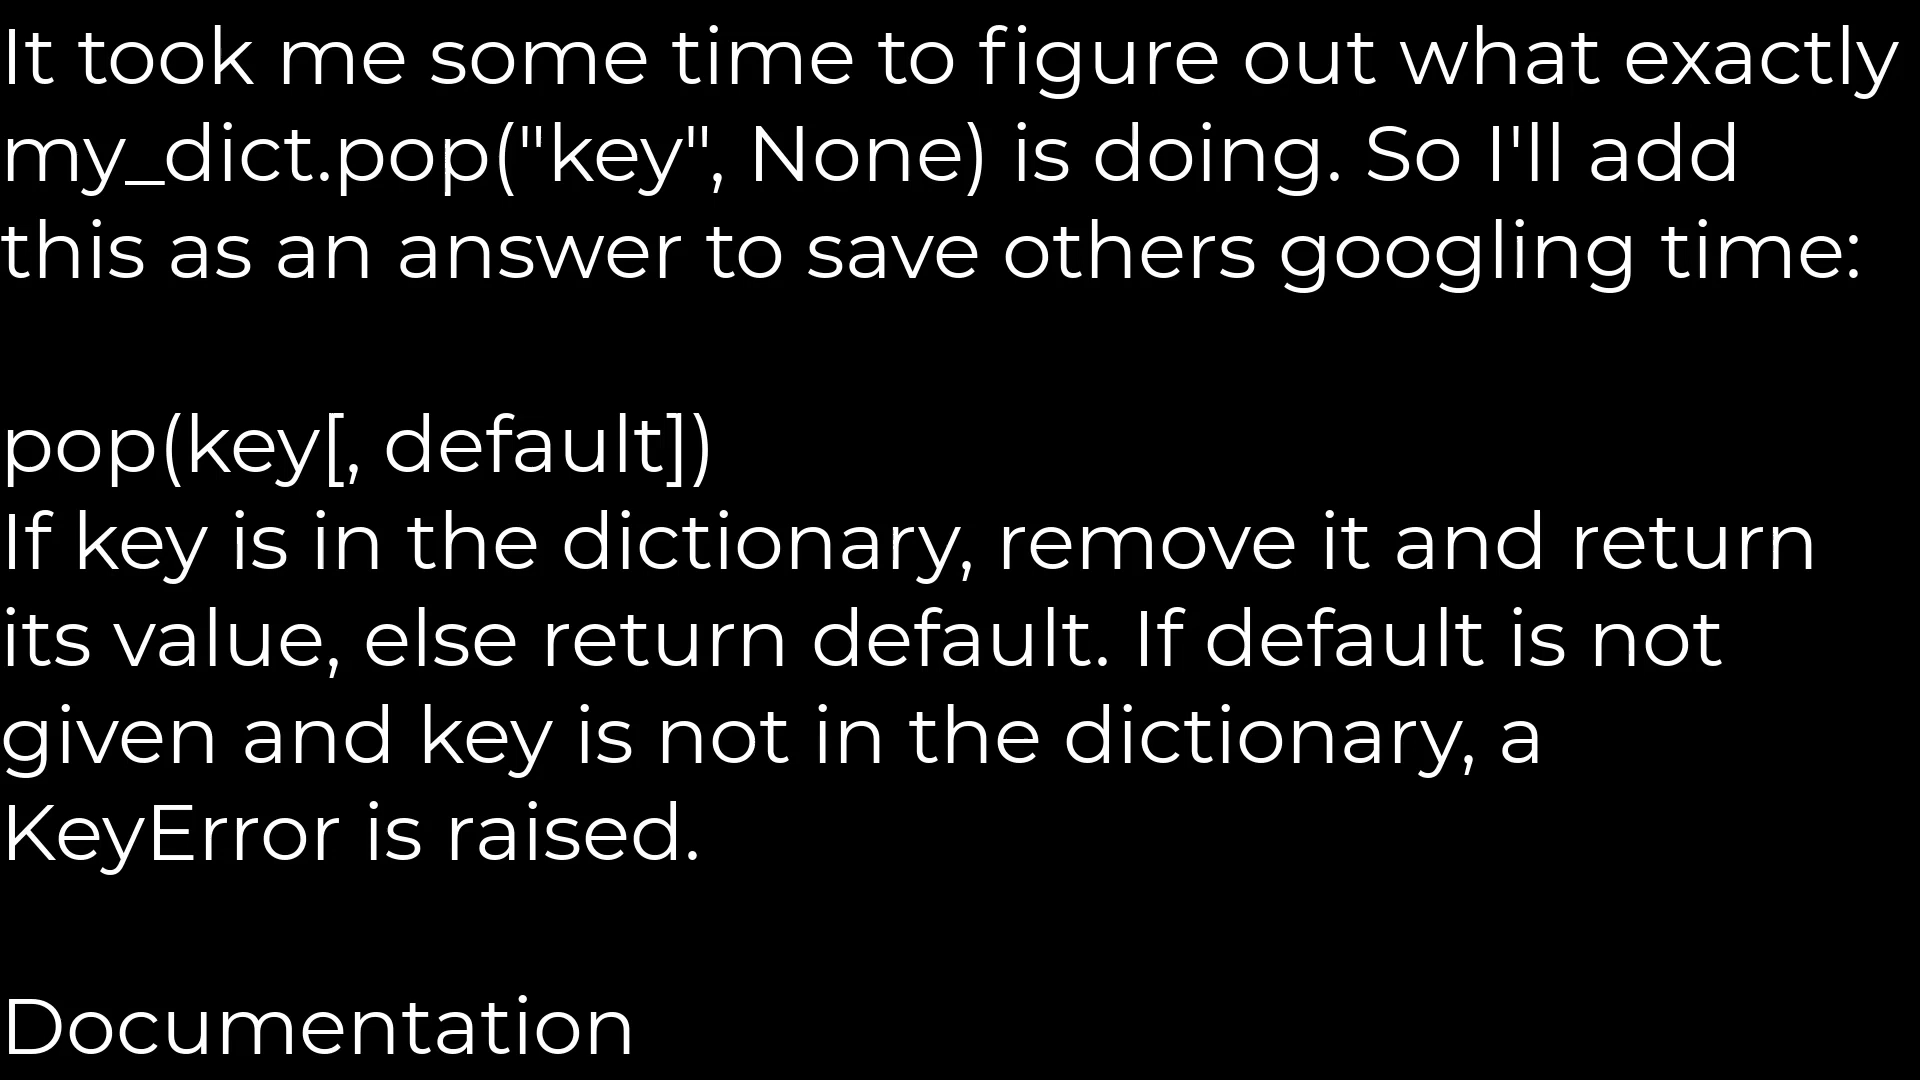 It took me some time to figure out what exactly
my_dict.pop("key", None) is doing. So I'll add
this as an answer to save others googling time:
pop(key[, default])
If key is in the dictionary, remove it and return
its value, else return default. If default is not
given and key is not in the dictionary, a
KeyError is raised.
Documentation